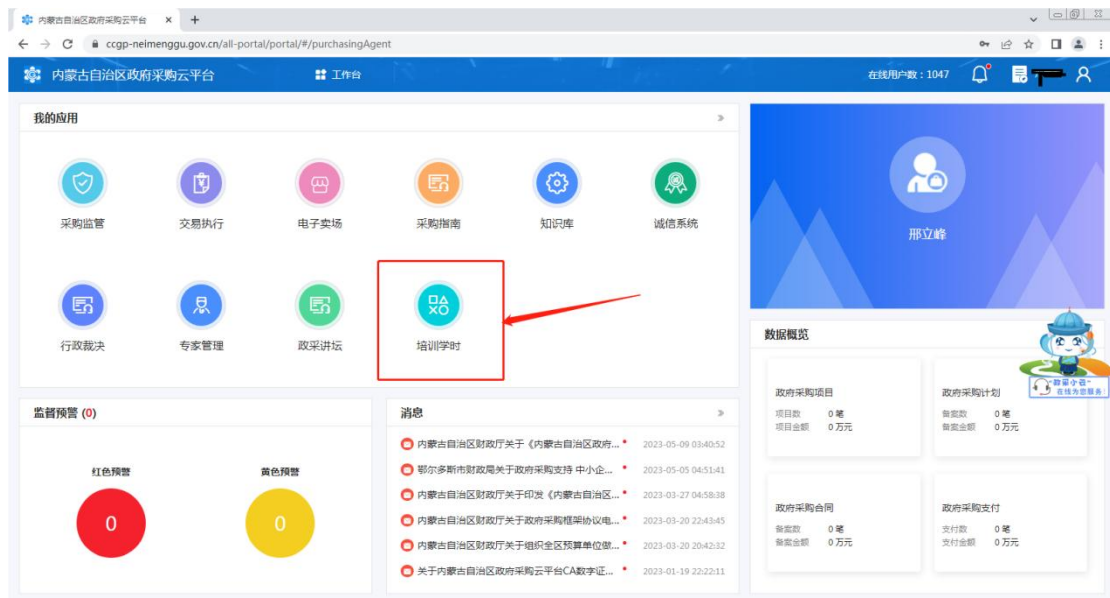 内蒙古自治区政府采购云平台
ccgp-neimenggu.gov.cn/all-portal/portal/#/purchasingAgent
内蒙古自治区政府采购云平台 工作台 在线用户数：1047
我的应用
采购监管 交易执行 电子卖场 采购指南 知识库 诚信系统
行政裁决 专家管理 政采讲坛 培训学时
邢立峰
监督预警 (0)
红色预警 黄色预警
0 0
消息
内蒙古自治区财政厅关于《内蒙古自治区政府... 2023-05-09 03:40:52
鄂尔多斯市财政局关于政府采购支持 中小企... 2023-05-05 04:51:41
内蒙古自治区财政厅关于印发《内蒙古自治区... 2023-03-27 04:58:38
内蒙古自治区财政厅关于政府采购框架协议电... 2023-03-20 22:43:45
内蒙古自治区财政厅关于组织全区预算单位做... 2023-03-20 20:42:32
关于内蒙古自治区政府采购云平台CA数字证... 2023-01-19 22:22:11
数据概览
政府采购项目
项目数 0 笔
项目金额 0 万元
政府采购计划
备案数 0 笔
备案金额 0 万元
政府采购合同
备案数 0 笔
备案金额 0 万元
政府采购支付
支付数 0 笔
支付金额 0 万元
在线为您服务